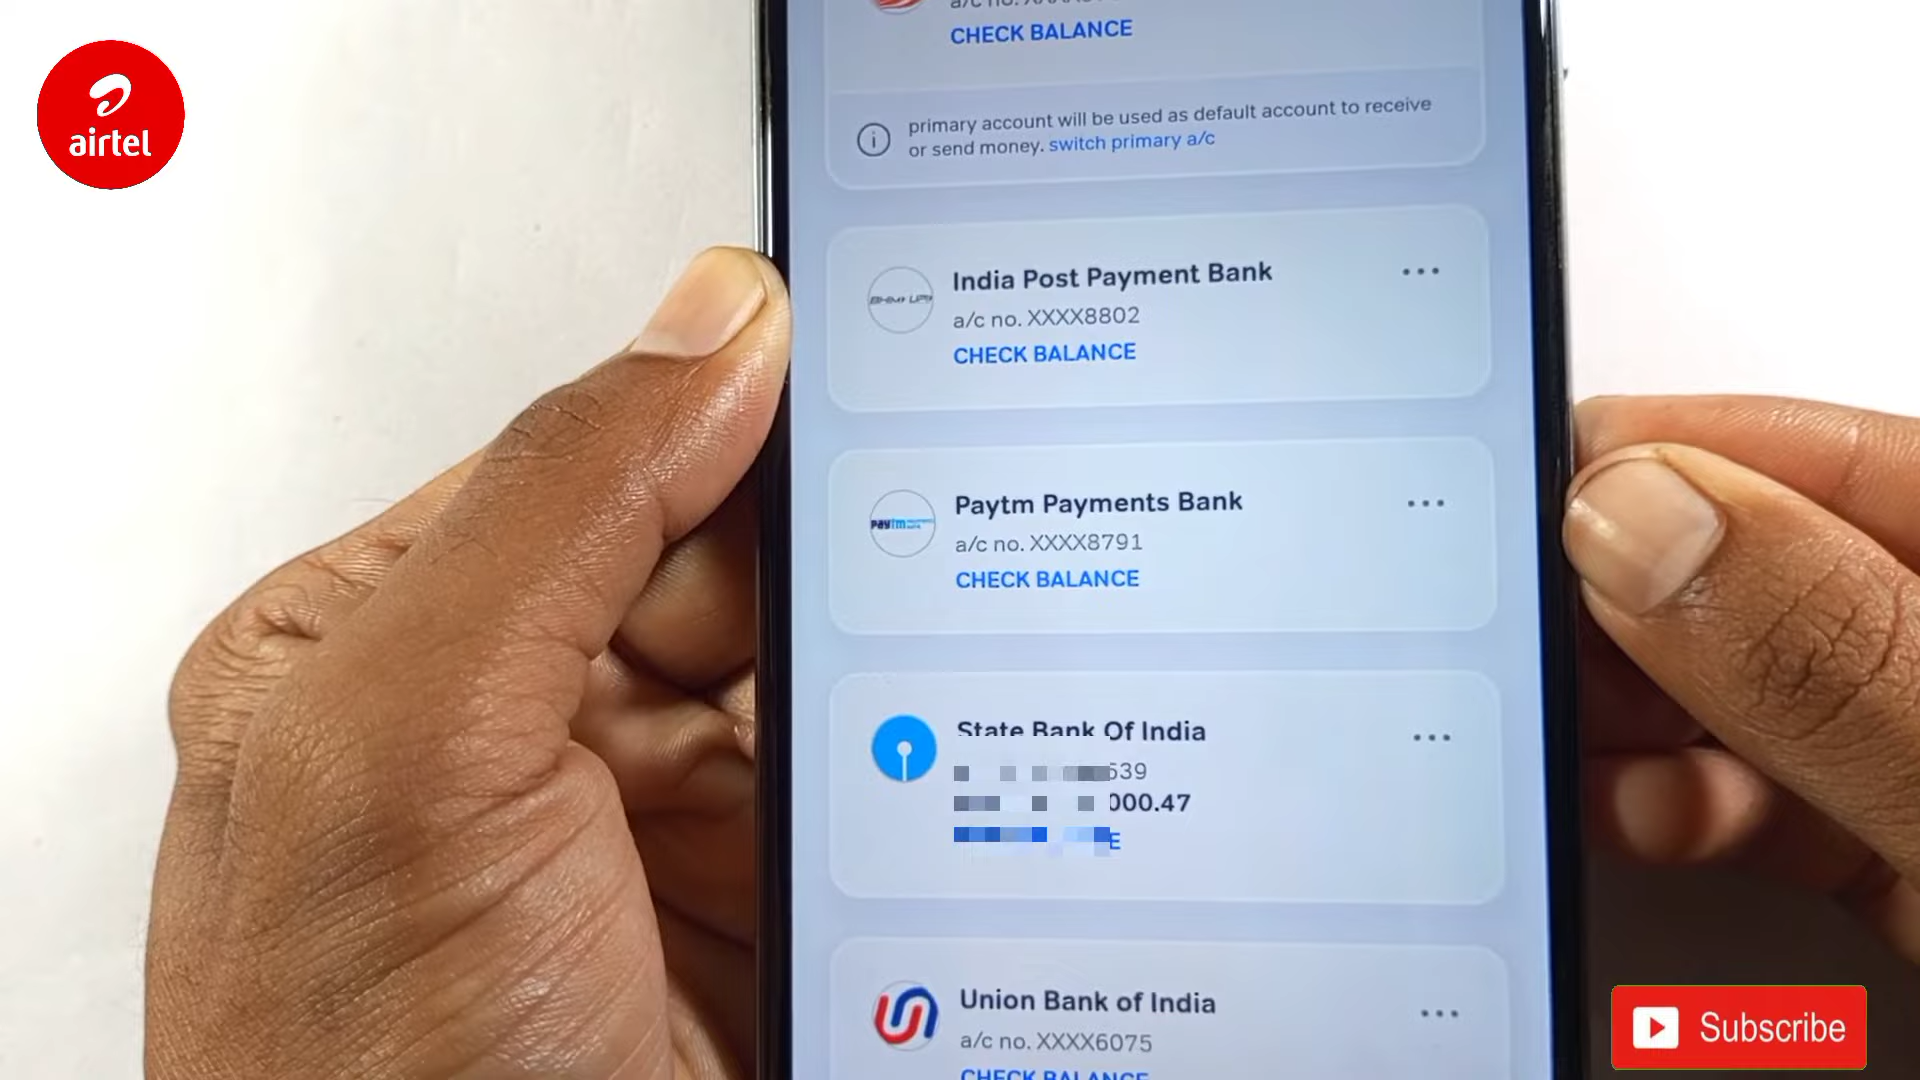 airtel
CHECK BALANCE
primary account will be used as default account to receive
or send money. switch primary a/c
India Post Payment Bank
a/c no. XXXX8802
CHECK BALANCE
Paytm
Paytm Payments Bank
a/c no. XXXX8791
CHECK BALANCE
State Bank Of India
539
000.47
E
Union Bank of India
a/c no. XXXX6075
CHECK BALANCE
Subscribe